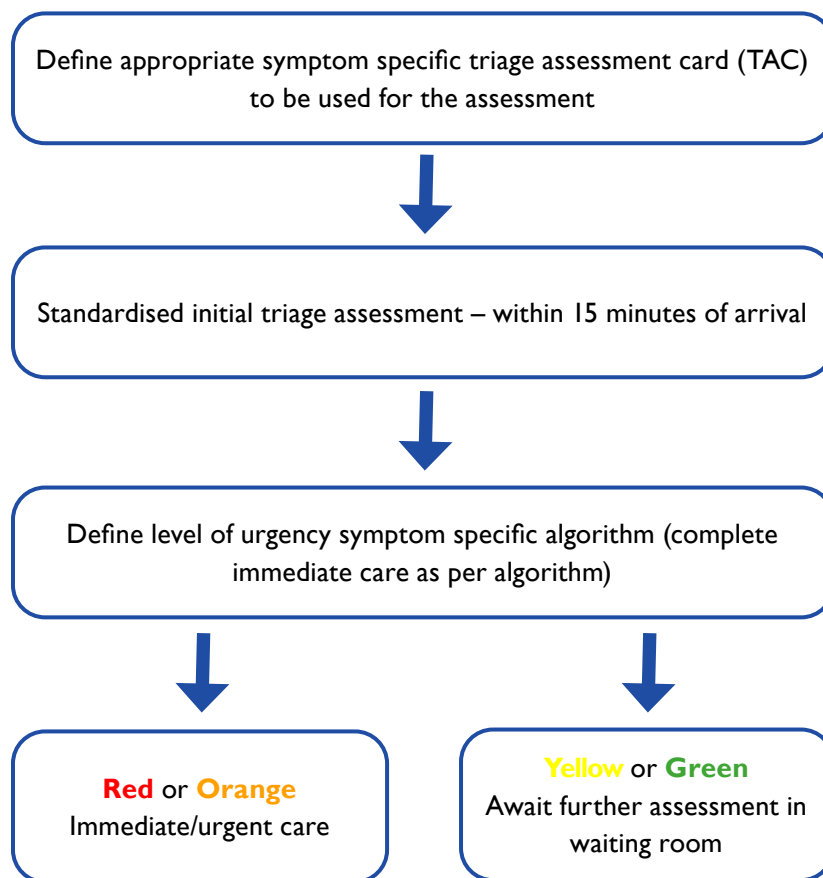 Define appropriate symptom specific triage assessment card (TAC)
to be used for the assessment
Standardised initial triage assessment – within 15 minutes of arrival
Define level of urgency symptom specific algorithm (complete
immediate care as per algorithm)
Red or Orange
Immediate/urgent care
Yellow or Green
Await further assessment in
waiting room